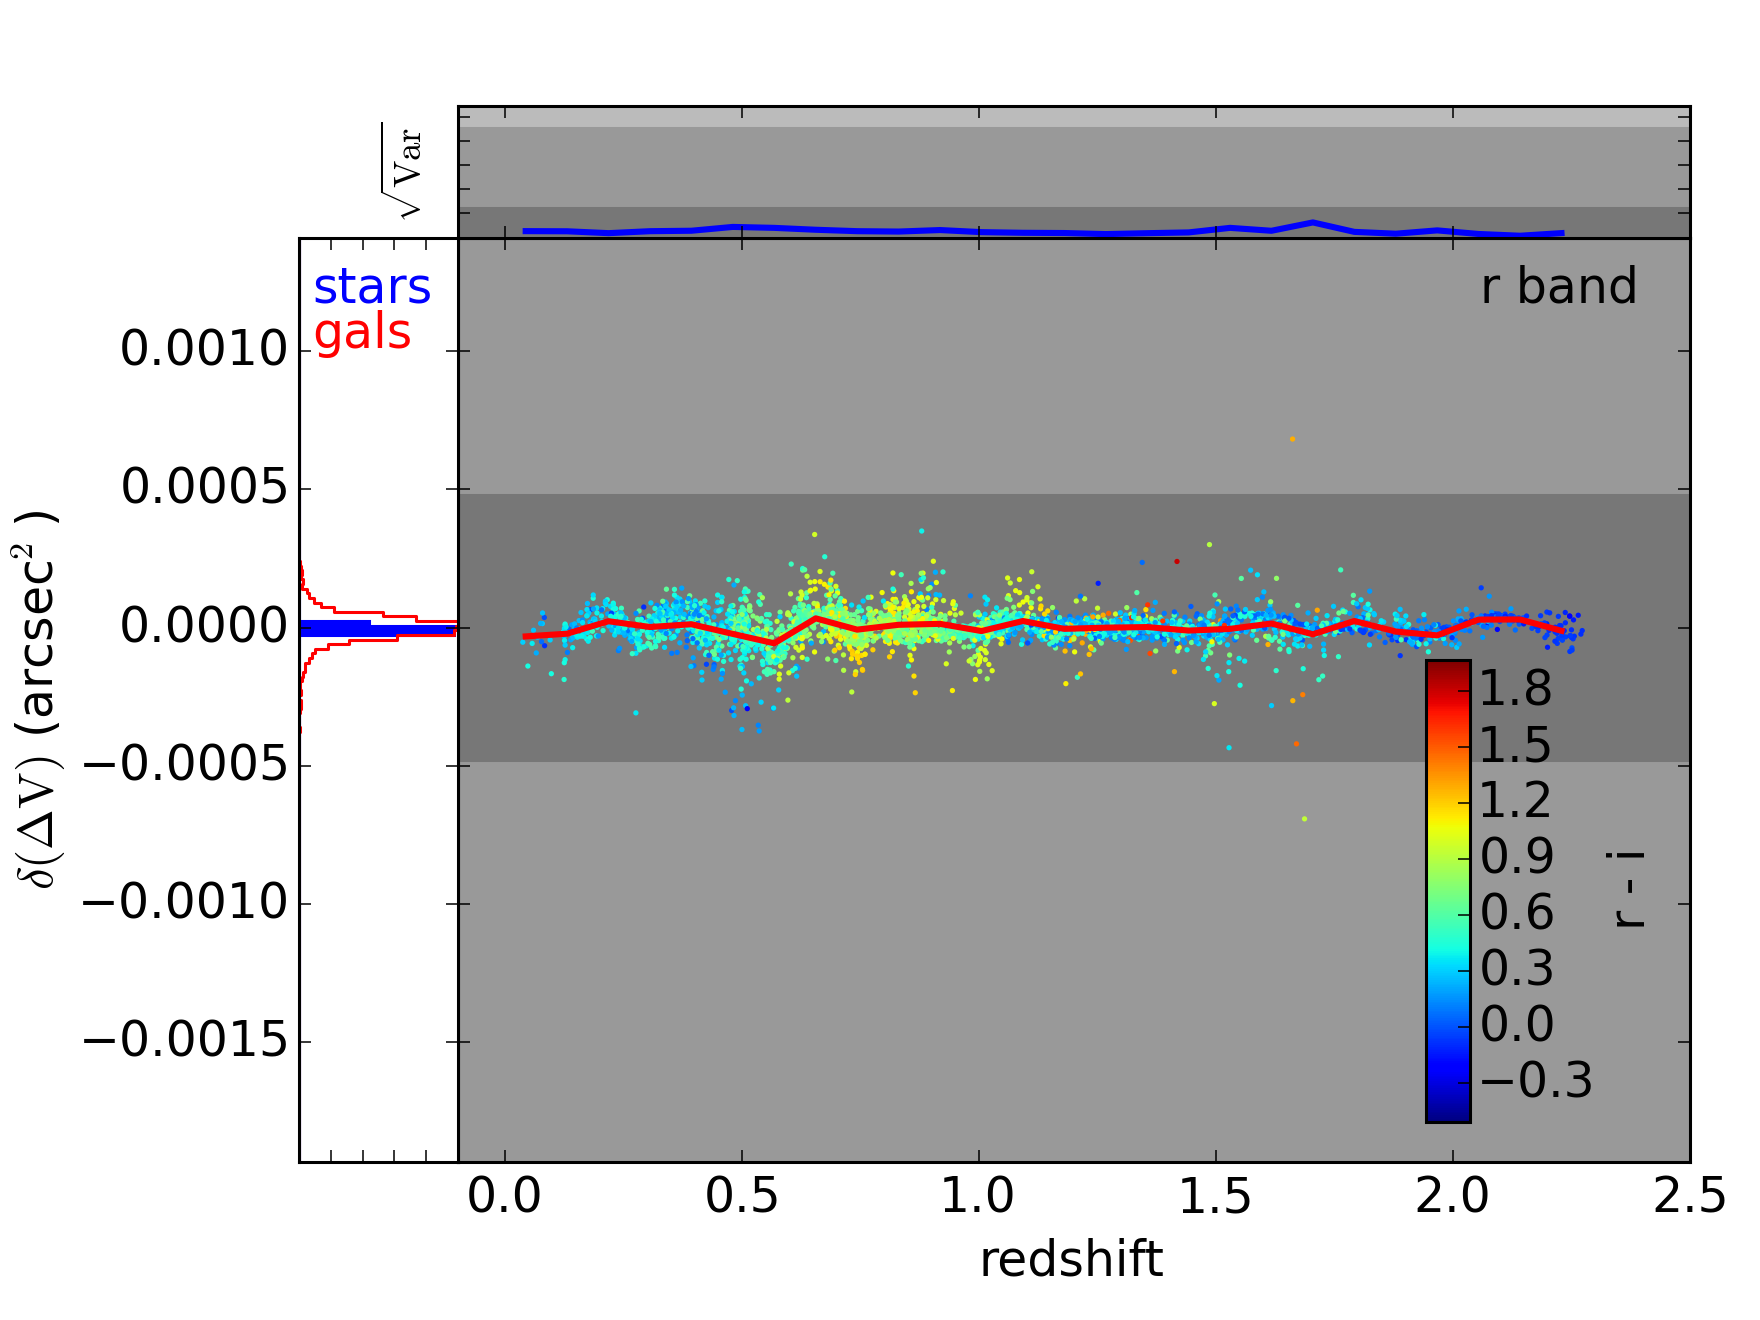 √Var
stars
gals
r band
0.0010
0.0005
0.0000
−0.0005
−0.0010
−0.0015
δ(ΔV) (arcsec²)
1.8
1.5
1.2
0.9
0.6
0.3
0.0
−0.3
r - i
0.0 0.5 1.0 1.5 2.0 2.5
redshift